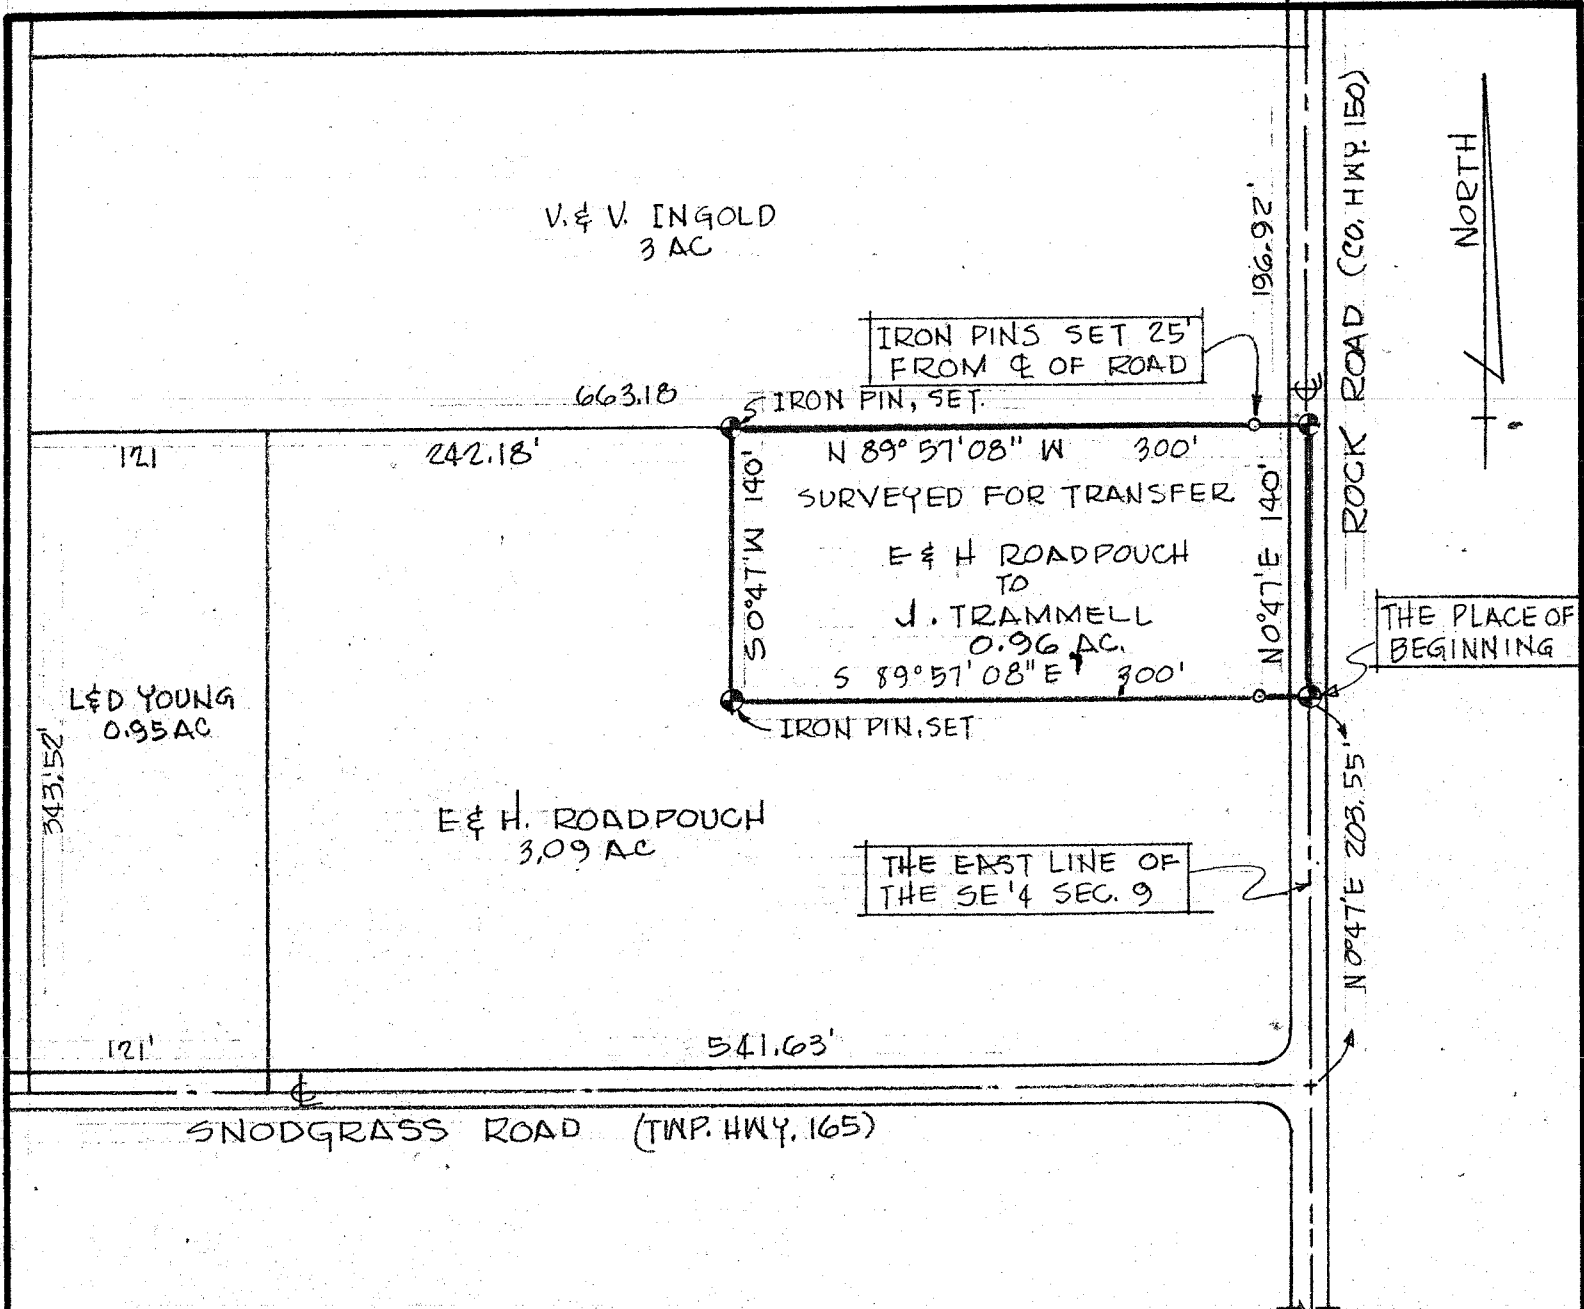 V. & V. INGOLD
3 AC
196.92'
ROCK ROAD (CO. HWY. 150)
NORTH
IRON PINS SET 25'
FROM ℄ OF ROAD
663.18
IRON PIN, SET.
℄
121
242.18'
N 89° 57' 08" W 300'
S 0°47' W 140'
SURVEYED FOR TRANSFER
E & H ROADPOUCH
TO
J. TRAMMELL
0.96 AC.
S 89° 57' 08" E 300'
N 0°47' E 140'
THE PLACE OF
BEGINNING
IRON PIN, SET
L & D YOUNG
0.95 AC
343.52'
E & H. ROADPOUCH
3.09 AC
THE EAST LINE OF
THE SE 1/4 SEC. 9
N 0°47' E 203.55'
121'
541.63'
℄
SNODGRASS ROAD (TWP. HWY. 165)